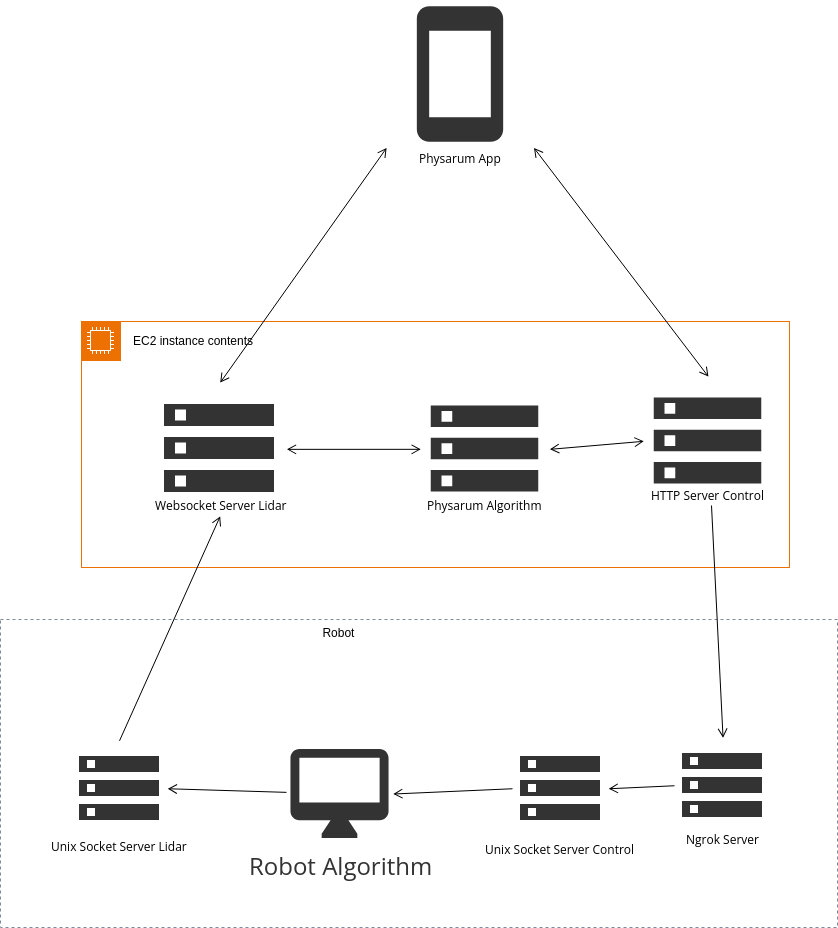 Physarum App
EC2 instance contents
Websocket Server Lidar
Physarum Algorithm
HTTP Server Control
Robot
Unix Socket Server Lidar
Robot Algorithm
Unix Socket Server Control
Ngrok Server